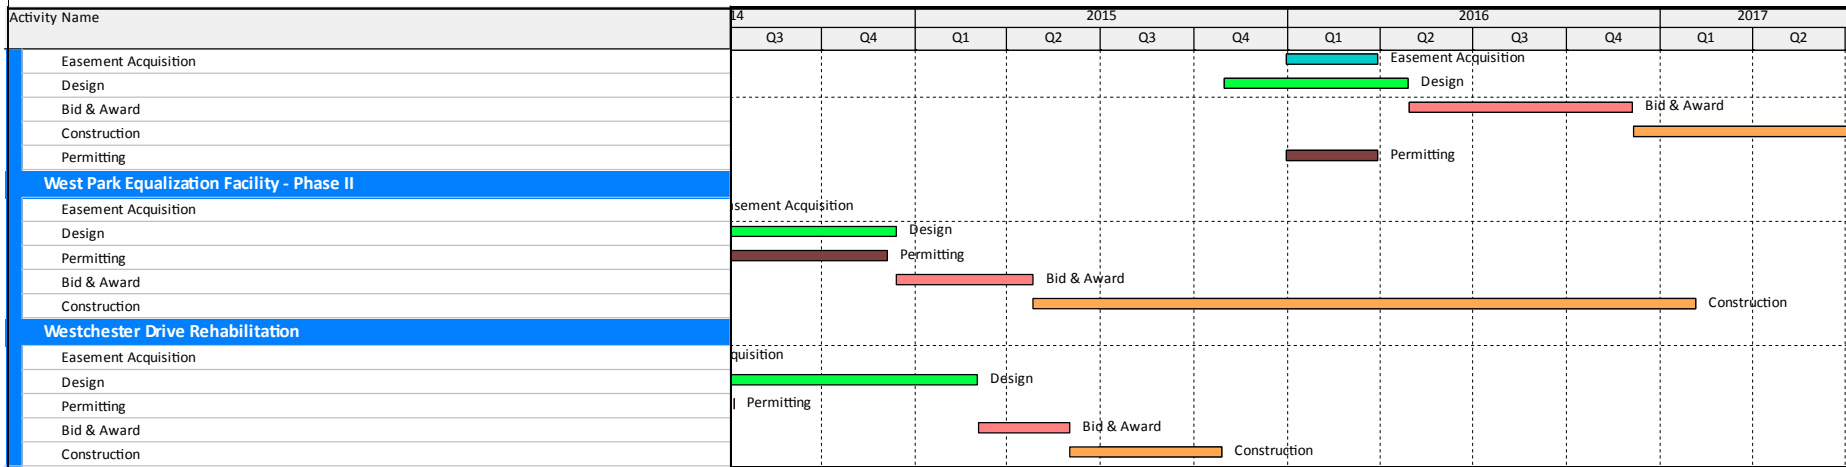 Activity Name 14 2015 2016 2017
Q3 Q4 Q1 Q2 Q3 Q4 Q1 Q2 Q3 Q4 Q1 Q2
Easement Acquisition Easement Acquisition
Design Design
Bid & Award Bid & Award
Construction
Permitting Permitting
West Park Equalization Facility - Phase II
Easement Acquisition asement Acquisition
Design Design
Permitting Permitting
Bid & Award Bid & Award
Construction Construction
Westchester Drive Rehabilitation
Easement Acquisition quisition
Design Design
Permitting Permitting
Bid & Award Bid & Award
Construction Construction